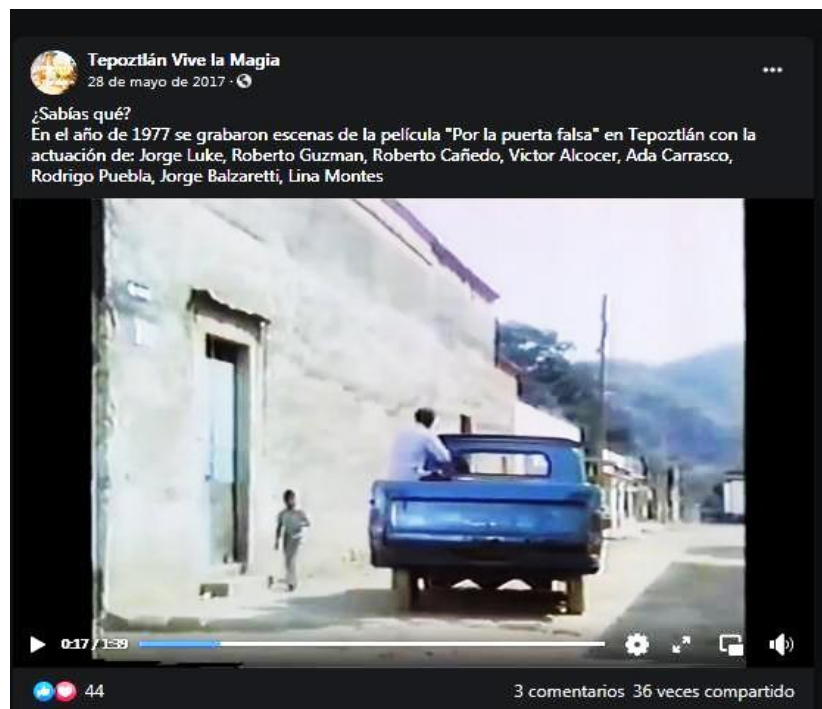 Tepoztlán Vive la Magia
28 de mayo de 2017 ·
¿Sabías qué?
En el año de 1977 se grabaron escenas de la película "Por la puerta falsa" en Tepoztlán con la
actuación de: Jorge Luke, Roberto Guzman, Roberto Cañedo, Victor Alcocer, Ada Carrasco,
Rodrigo Puebla, Jorge Balzaretti, Lina Montes
0:17 / 1:39
44
3 comentarios 36 veces compartido